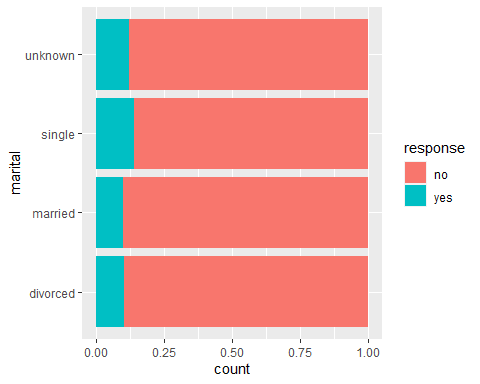 unknown
single
married
divorced
marital
0.00 0.25 0.50 0.75 1.00
count
response
no
yes